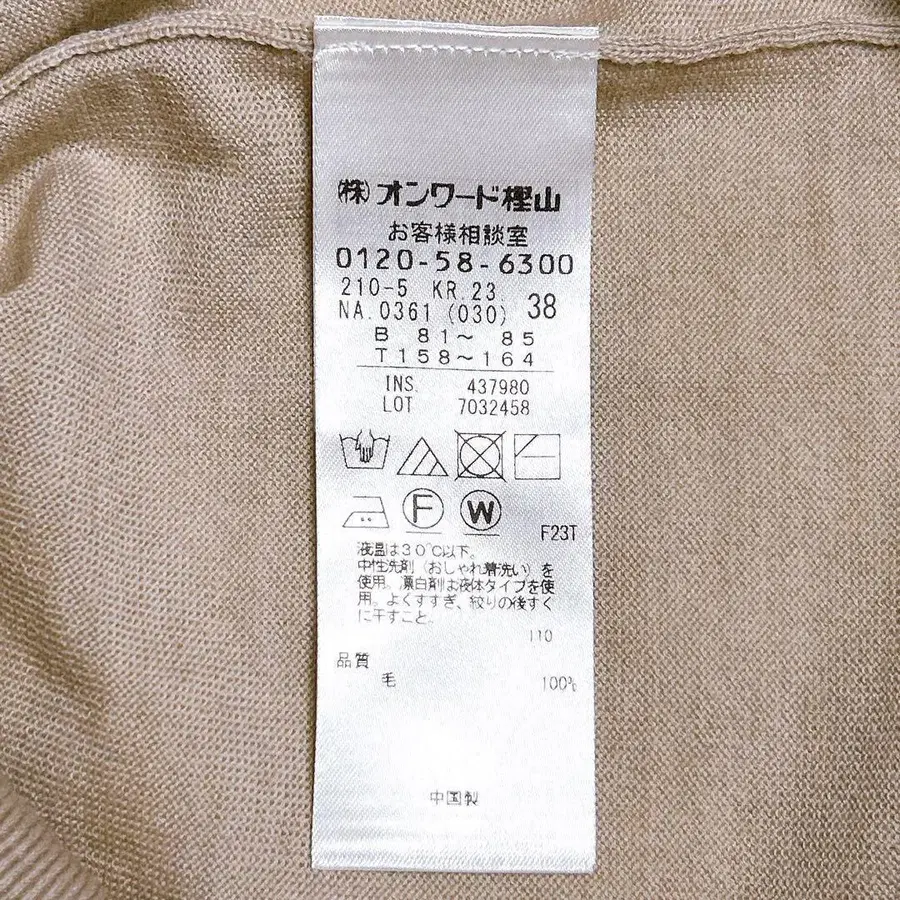 (株)オンワード樫山
お客様相談室
0120-58-6300
210-5 KR.23.
NA.0361(030) 38
B 81〜 85
T158〜164
INS. 437980
LOT 7032458
F W
F23T
液温は30℃以下。
中性洗剤(おしゃれ着洗い)を
使用。漂白剤は液体タイプを使
用。よくすすぎ、絞りの後すぐ
に干すこと。
110
品質
毛 100%
中国製